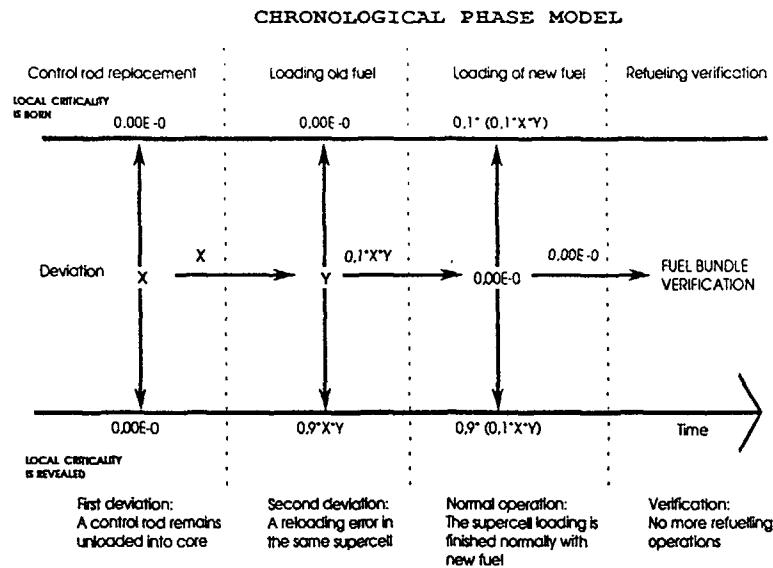 CHRONOLOGICAL PHASE MODEL
Control rod replacement
Loading old fuel
Loading of new fuel
Refueling verification
LOCAL CRITICALITY
IS BORN
0.00E-0
0.00E-0
0,1* (0,1*X*Y)
Deviation
X
X
Y
0,1*X*Y
0.00E-0
0.00E-0
FUEL BUNDLE
VERIFICATION
0.00E-0
0,9*X*Y
0,9* (0,1*X*Y)
Time
LOCAL CRITICALITY
IS REVEALED
First deviation:
A control rod remains
unloaded into core
Second deviation:
A reloading error in
the same supercell
Normal operation:
The supercell loading is
finished normally with
new fuel
Verification:
No more refuelling
operations